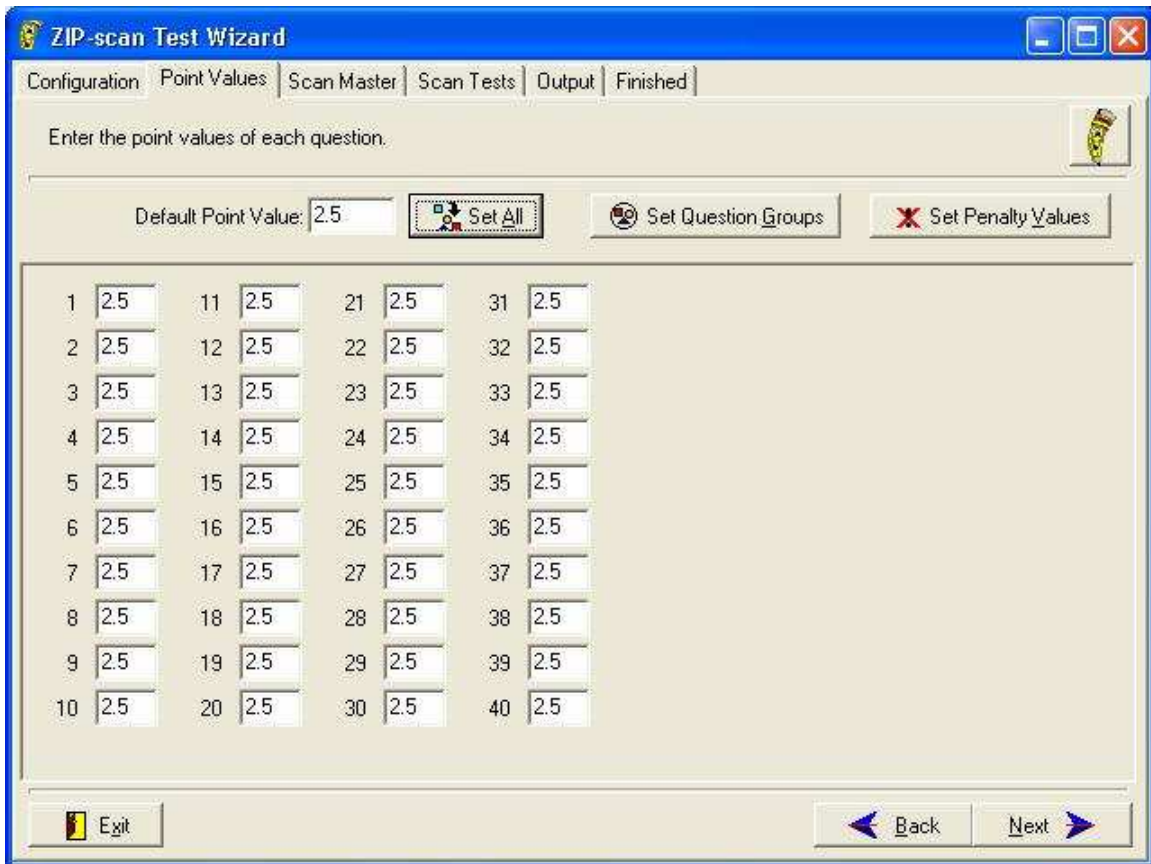 ZIP-scan Test Wizard
Configuration Point Values Scan Master Scan Tests Output Finished
Enter the point values of each question.
Default Point Value: 2.5 Set All Set Question Groups Set Penalty Values
1 2.5 11 2.5 21 2.5 31 2.5
2 2.5 12 2.5 22 2.5 32 2.5
3 2.5 13 2.5 23 2.5 33 2.5
4 2.5 14 2.5 24 2.5 34 2.5
5 2.5 15 2.5 25 2.5 35 2.5
6 2.5 16 2.5 26 2.5 36 2.5
7 2.5 17 2.5 27 2.5 37 2.5
8 2.5 18 2.5 28 2.5 38 2.5
9 2.5 19 2.5 29 2.5 39 2.5
10 2.5 20 2.5 30 2.5 40 2.5
Exit Back Next